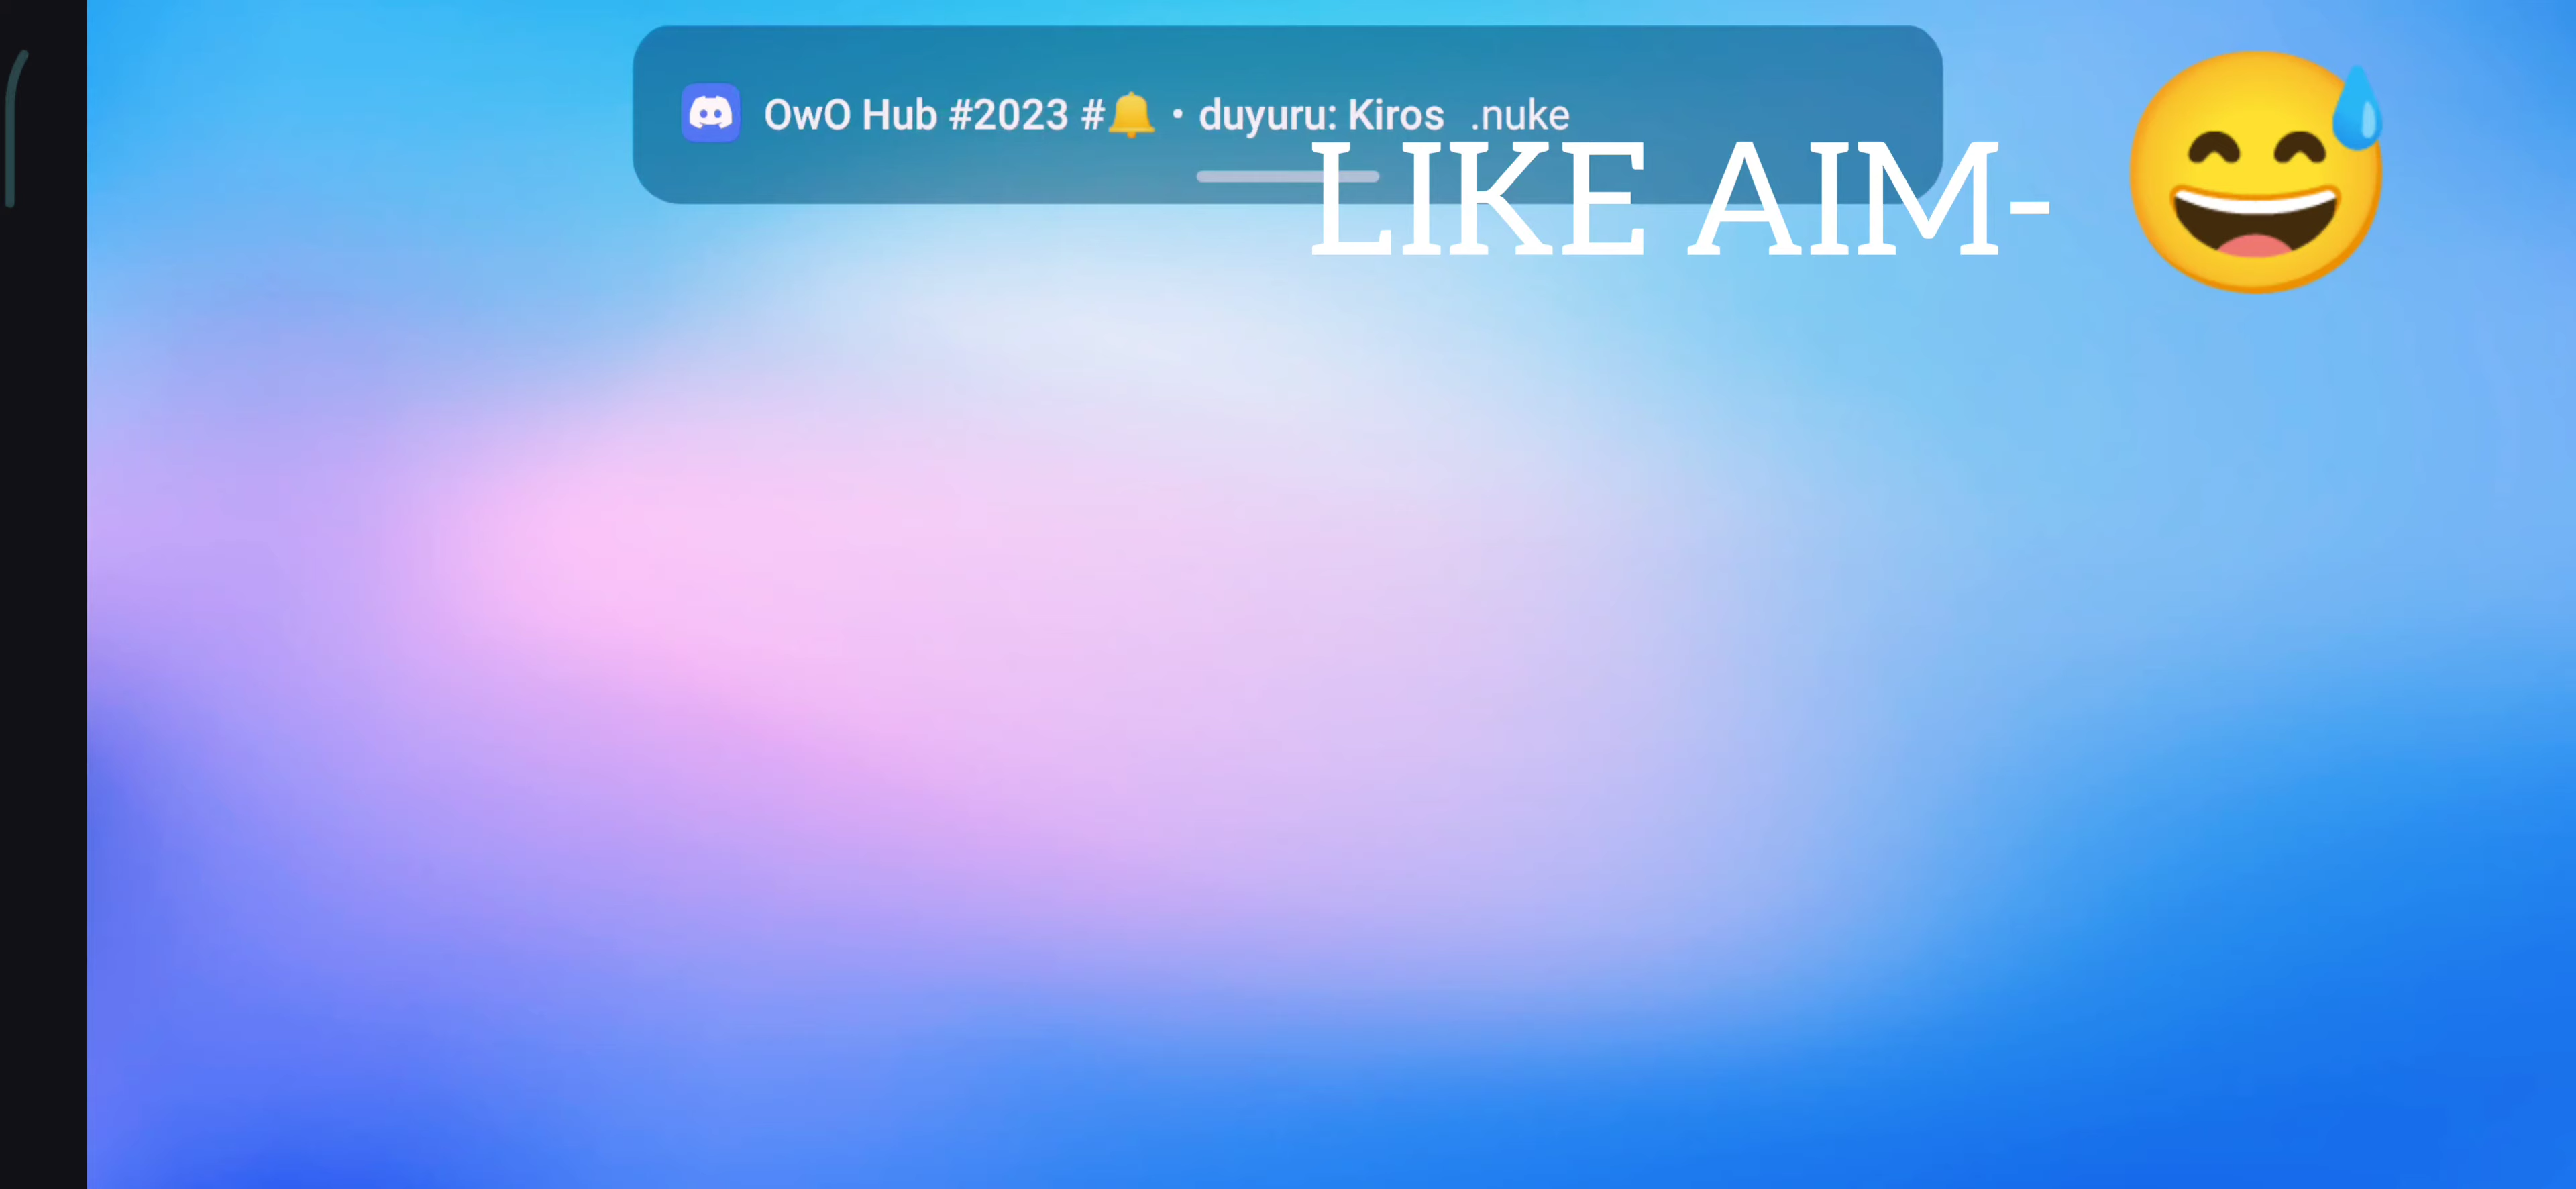 OwO Hub #2023 #🔔 • duyuru: Kiros .nuke
LIKE AIM- 😅